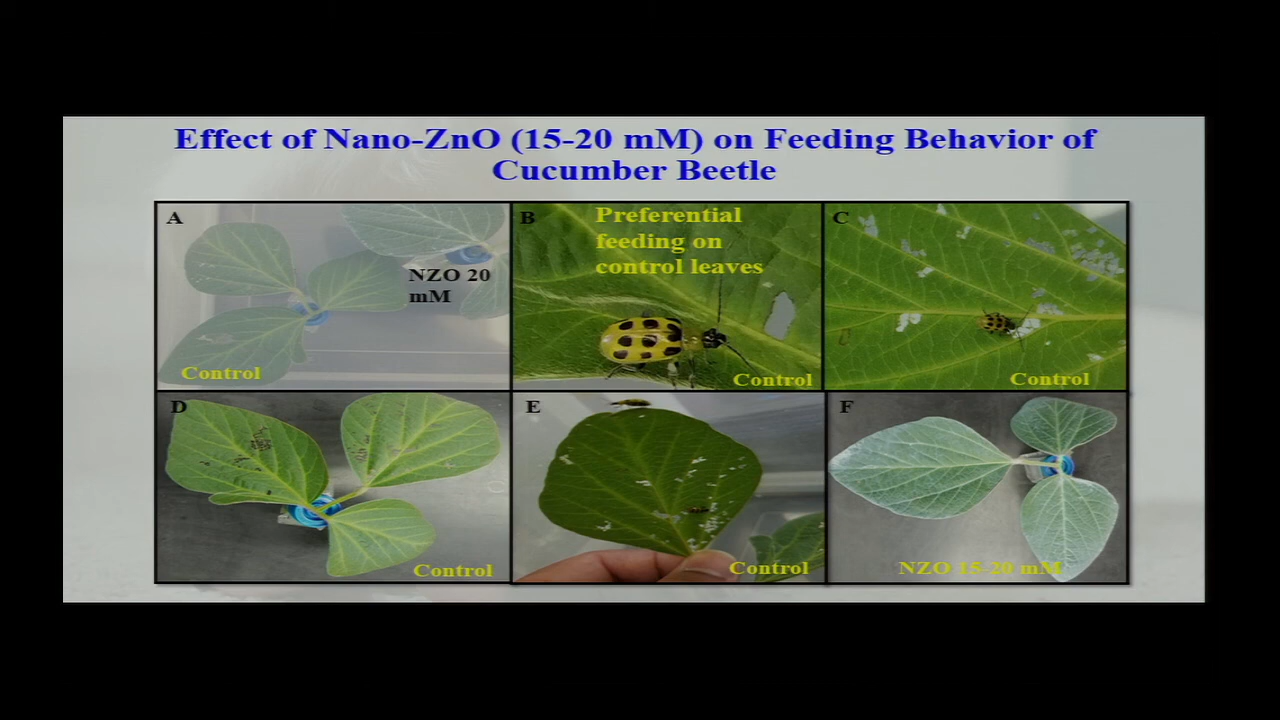 Effect of Nano-ZnO (15-20 mM) on Feeding Behavior of
Cucumber Beetle
A
NZO 20
mM
Control
B
Preferential
feeding on
control leaves
Control
C
Control
D
Control
E
Control
F
NZO 15-20 mM